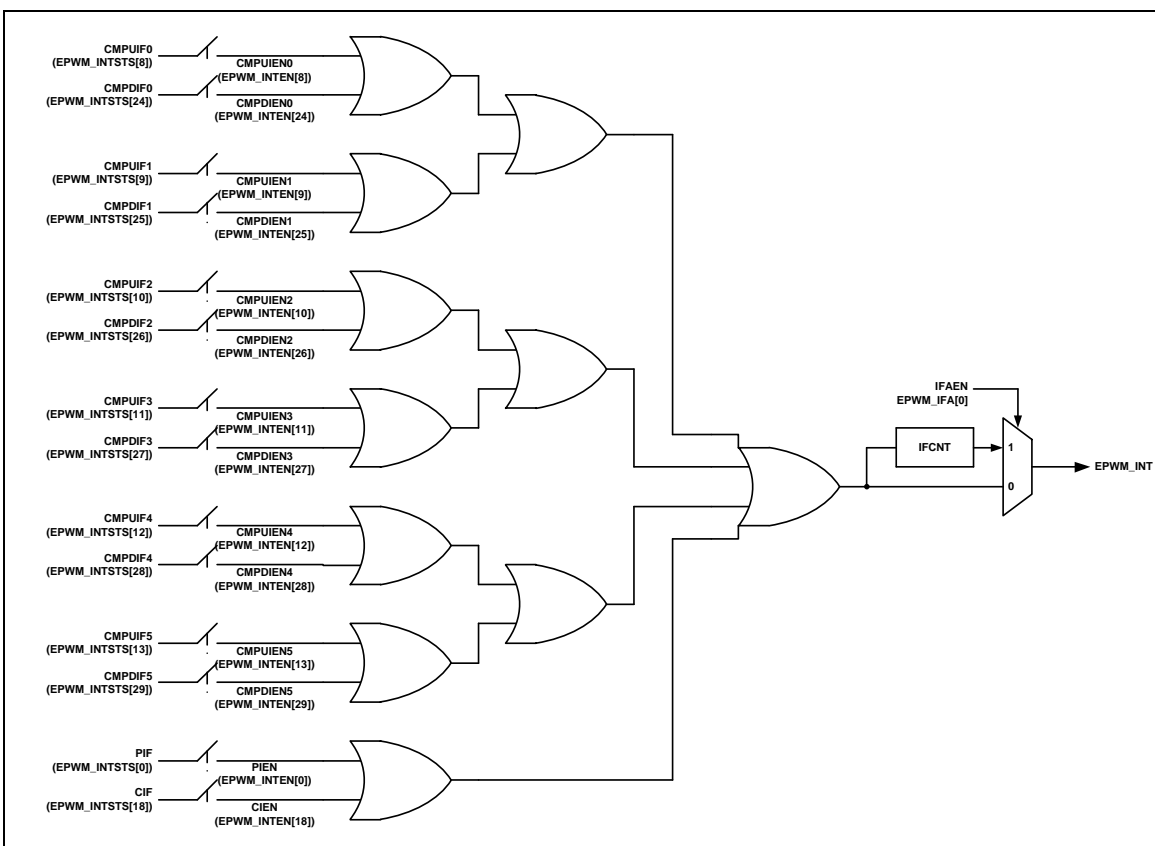 CMPUIF0
(EPWM_INTSTS[8])
CMPUIEN0
(EPWM_INTEN[8])
CMPDIF0
(EPWM_INTSTS[24])
CMPDIEN0
(EPWM_INTEN[24])
CMPUIF1
(EPWM_INTSTS[9])
CMPUIEN1
(EPWM_INTEN[9])
CMPDIF1
(EPWM_INTSTS[25])
CMPDIEN1
(EPWM_INTEN[25])
CMPUIF2
(EPWM_INTSTS[10])
CMPUIEN2
(EPWM_INTEN[10])
CMPDIF2
(EPWM_INTSTS[26])
CMPDIEN2
(EPWM_INTEN[26])
CMPUIF3
(EPWM_INTSTS[11])
CMPUIEN3
(EPWM_INTEN[11])
CMPDIF3
(EPWM_INTSTS[27])
CMPDIEN3
(EPWM_INTEN[27])
CMPUIF4
(EPWM_INTSTS[12])
CMPUIEN4
(EPWM_INTEN[12])
CMPDIF4
(EPWM_INTSTS[28])
CMPDIEN4
(EPWM_INTEN[28])
CMPUIF5
(EPWM_INTSTS[13])
CMPUIEN5
(EPWM_INTEN[13])
CMPDIF5
(EPWM_INTSTS[29])
CMPDIEN5
(EPWM_INTEN[29])
PIF
(EPWM_INTSTS[0])
PIEN
(EPWM_INTEN[0])
CIF
(EPWM_INTSTS[18])
CIEN
(EPWM_INTEN[18])
IFAEN
EPWM_IFA[0]
IFCNT
1
0
EPWM_INT